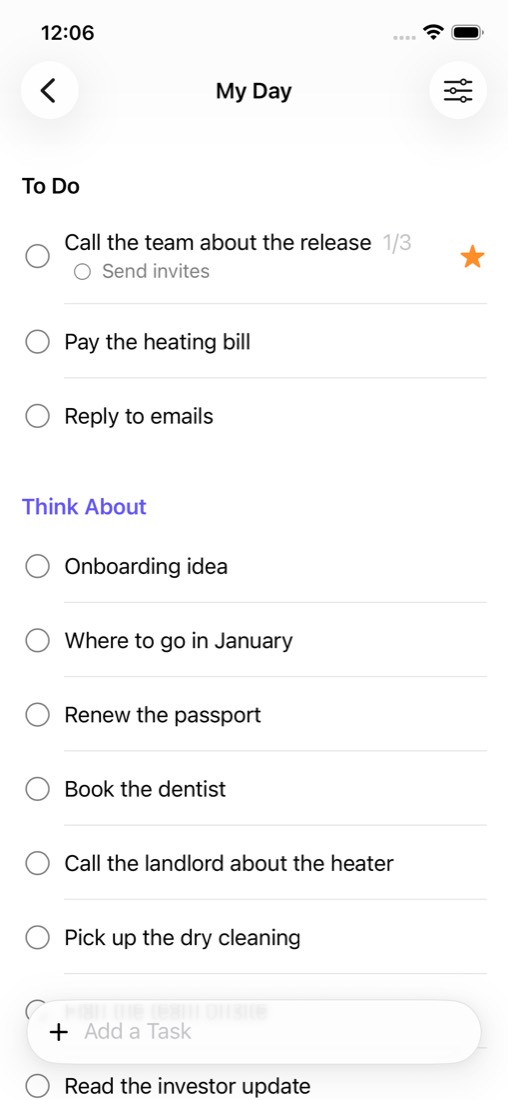 12:06
My Day
To Do
Call the team about the release 1/3
Send invites
Pay the heating bill
Reply to emails
Think About
Onboarding idea
Where to go in January
Renew the passport
Book the dentist
Call the landlord about the heater
Pick up the dry cleaning
Add a Task
Read the investor update